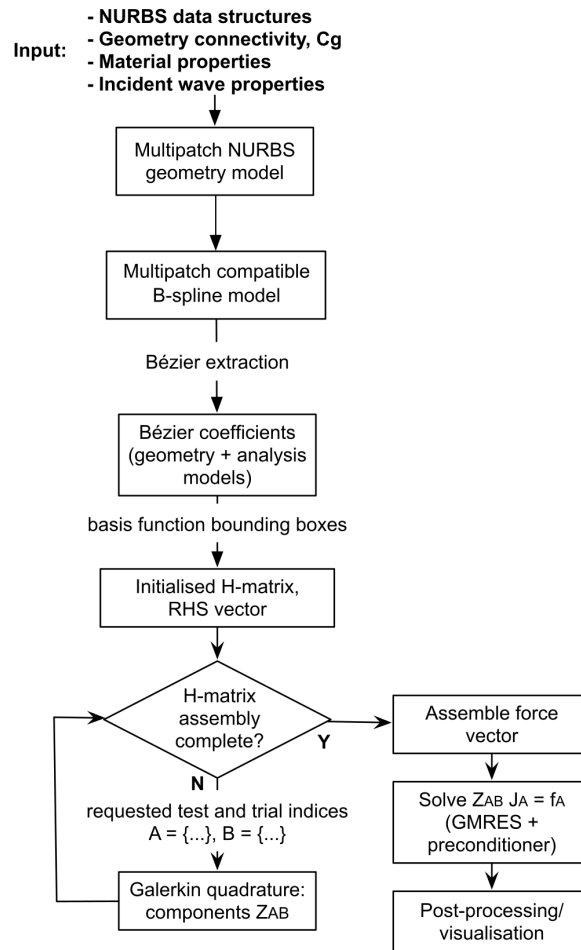 Input:
- NURBS data structures
- Geometry connectivity, Cg
- Material properties
- Incident wave properties
Multipatch NURBS
geometry model
Multipatch compatible
B-spline model
Bézier extraction
Bézier coefficients
(geometry + analysis
models)
basis function bounding boxes
Initialised H-matrix,
RHS vector
H-matrix
assembly
complete?
Y
N
requested test and trial indices
A = {...}, B = {...}
Galerkin quadrature:
components ZAB
Assemble force
vector
Solve ZAB JA = fA
(GMRES +
preconditioner)
Post-processing/
visualisation